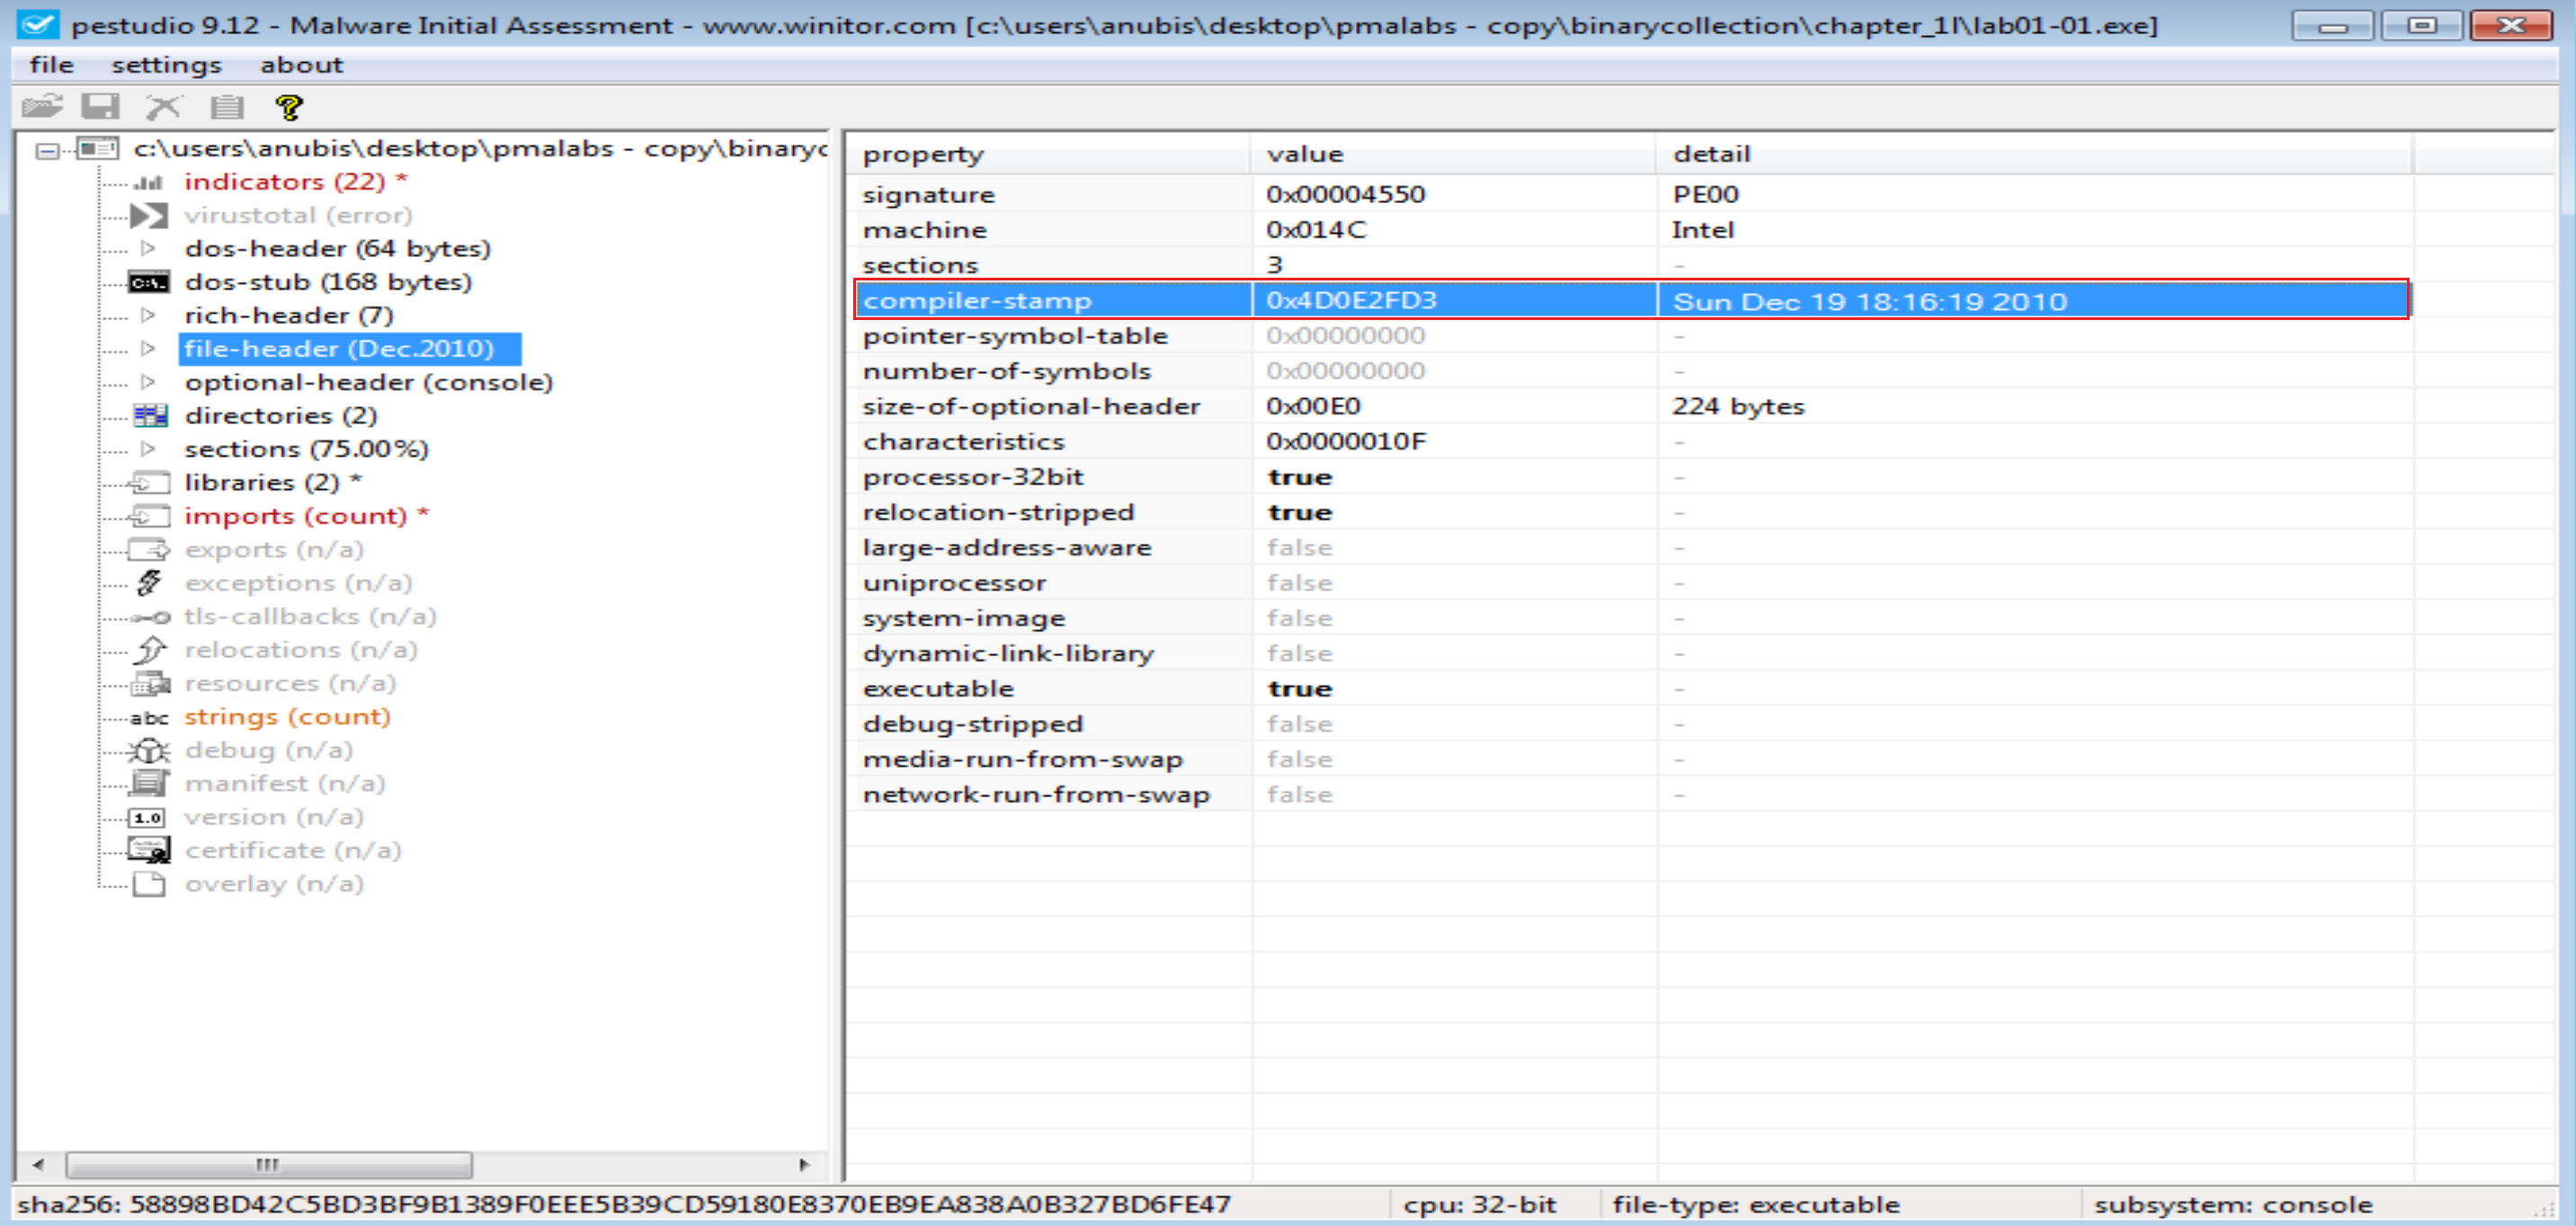 pestudio 9.12 - Malware Initial Assessment - www.winitor.com [c:\users\anubis\desktop\pmalabs - copy\binarycollection\chapter_1l\lab01-01.exe]
file settings about
c:\users\anubis\desktop\pmalabs - copy\binaryc
indicators (22) *
virustotal (error)
dos-header (64 bytes)
dos-stub (168 bytes)
rich-header (7)
file-header (Dec.2010)
optional-header (console)
directories (2)
sections (75.00%)
libraries (2) *
imports (count) *
exports (n/a)
exceptions (n/a)
tls-callbacks (n/a)
relocations (n/a)
resources (n/a)
abc strings (count)
debug (n/a)
manifest (n/a)
1.0 version (n/a)
certificate (n/a)
overlay (n/a)
property value detail
signature 0x00004550 PE00
machine 0x014C Intel
sections 3 -
compiler-stamp 0x4D0E2FD3 Sun Dec 19 18:16:19 2010
pointer-symbol-table 0x00000000 -
number-of-symbols 0x00000000 -
size-of-optional-header 0x00E0 224 bytes
characteristics 0x0000010F -
processor-32bit true -
relocation-stripped true -
large-address-aware false -
uniprocessor false -
system-image false -
dynamic-link-library false -
executable true -
debug-stripped false -
media-run-from-swap false -
network-run-from-swap false -
sha256: 58898BD42C5BD3BF9B1389F0EEE5B39CD59180E8370EB9EA838A0B327BD6FE47 cpu: 32-bit file-type: executable subsystem: console